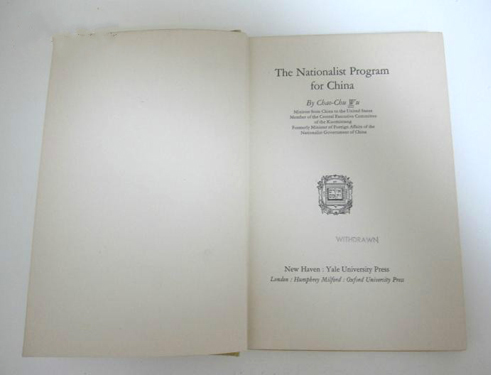 The Nationalist Program
for China
By Chao-Chu Wu
Minister from China to the United States
Member of the Central Executive Committee
of the Kuomintang
Formerly Minister of Foreign Affairs of the
Nationalist Government of China
WITHDRAWN
New Haven : Yale University Press
London : Humphrey Milford : Oxford University Press